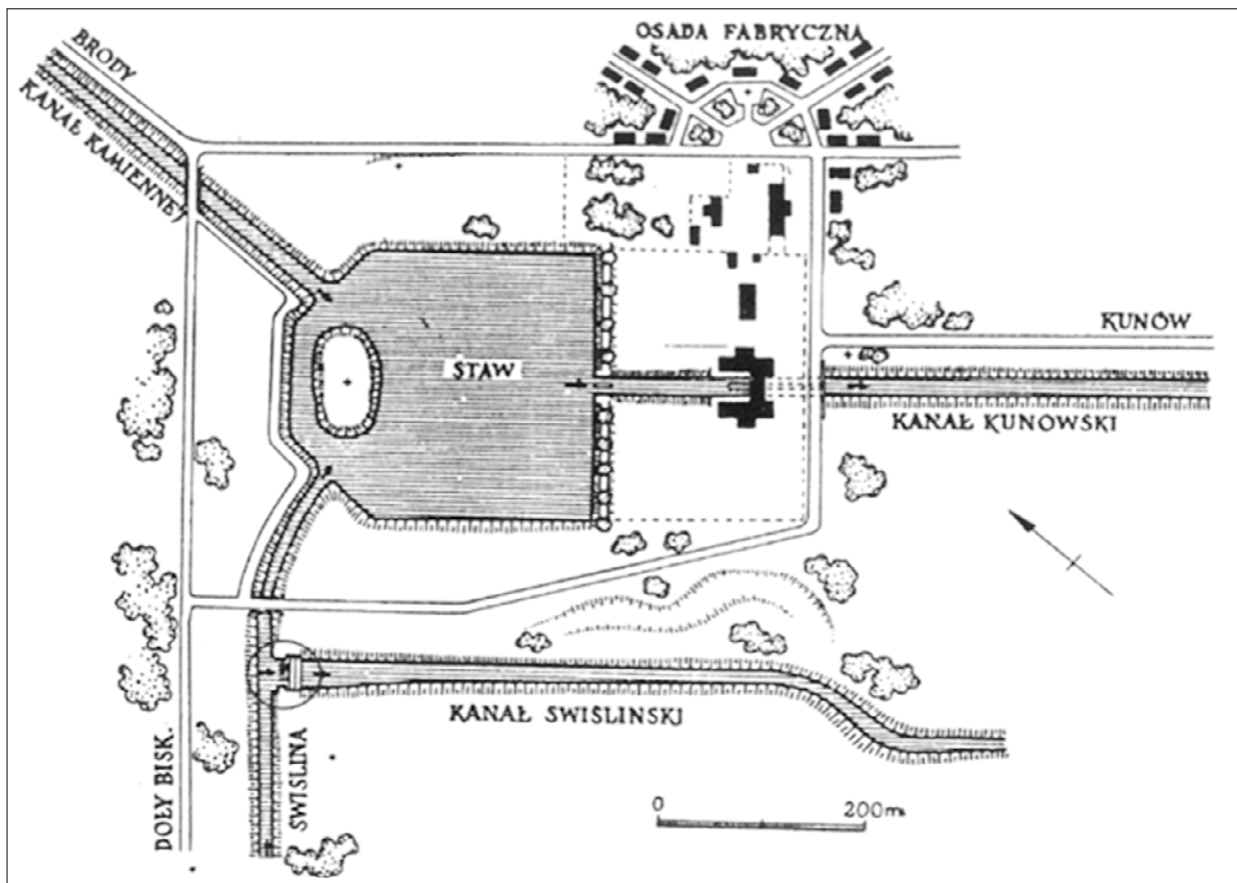 OSADA FABRYCZNA
BRODY
KANAŁ KAMIENNEJ
STAW
KUNÓW
KANAŁ KUNOWSKI
KANAŁ SWIŚLINSKI
DOŁY BISK.
SWIŚLINA
0
200m